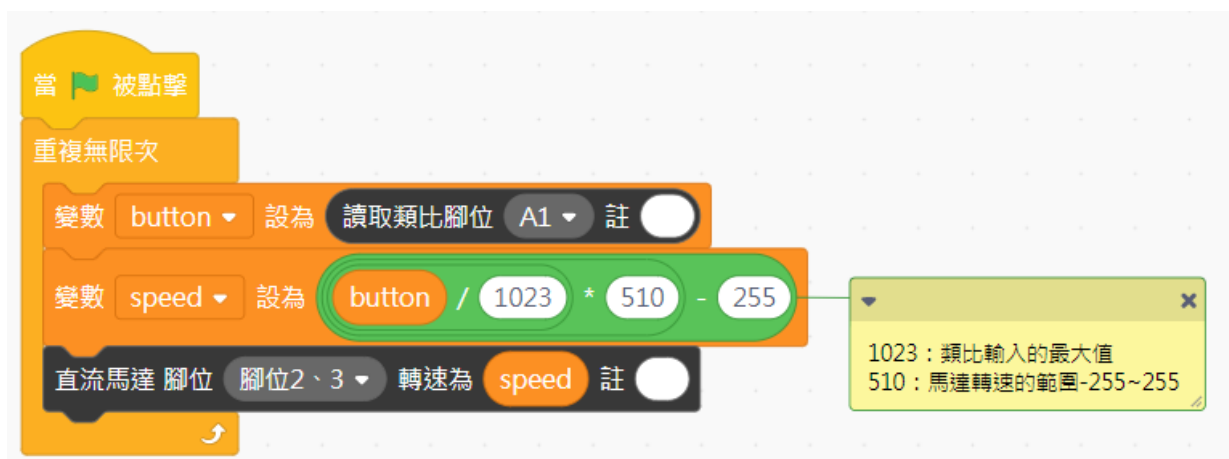 當 被點擊
重複無限次
變數 button 設為 讀取類比腳位 A1 註
變數 speed 設為 button / 1023 * 510 - 255
1023：類比輸入的最大值
510：馬達轉速的範圍-255~255
直流馬達 腳位 腳位2、3 轉速為 speed 註